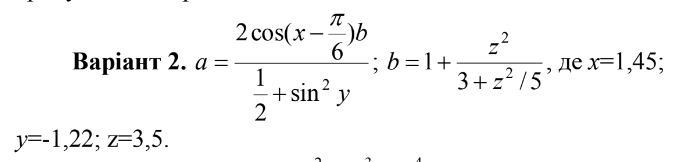 Варіант 2. a = (2cos(x − π/6)b) / (1/2 + sin² y); b = 1 + z² / (3 + z² / 5), де x=1,45;
y=-1,22; z=3,5.